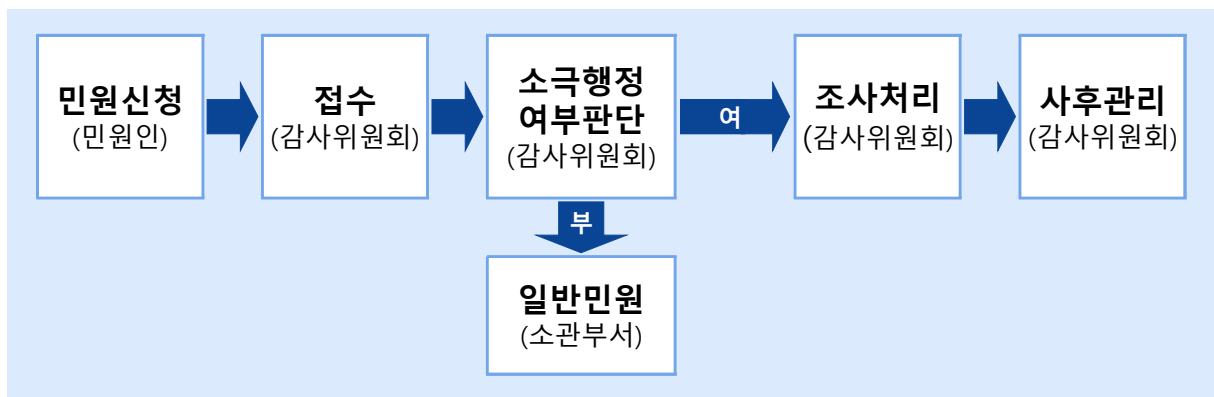 민원신청
(민원인)
접수
(감사위원회)
소극행정
여부판단
(감사위원회)
여
조사처리
(감사위원회)
사후관리
(감사위원회)
부
일반민원
(소관부서)